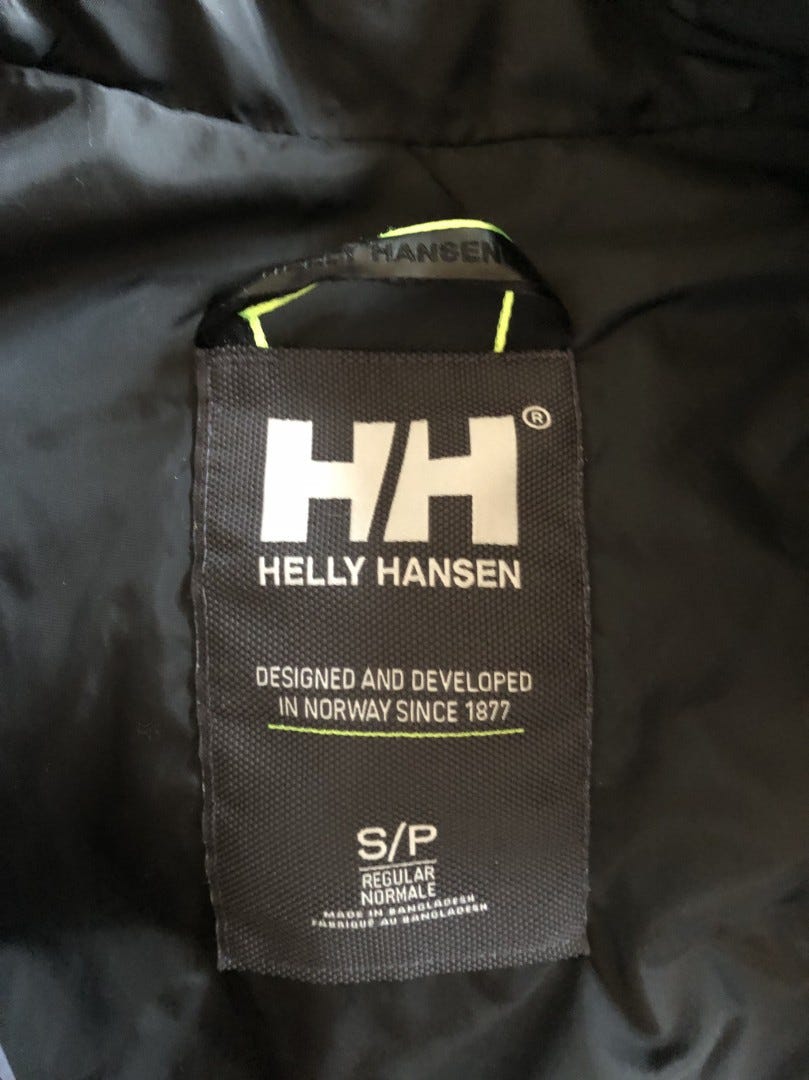 HELLY HANSEN
HH®
HELLY HANSEN
DESIGNED AND DEVELOPED
IN NORWAY SINCE 1877
S/P
REGULAR
NORMALE
MADE IN BANGLADESH
FABRIQUÉ AU BANGLADESH